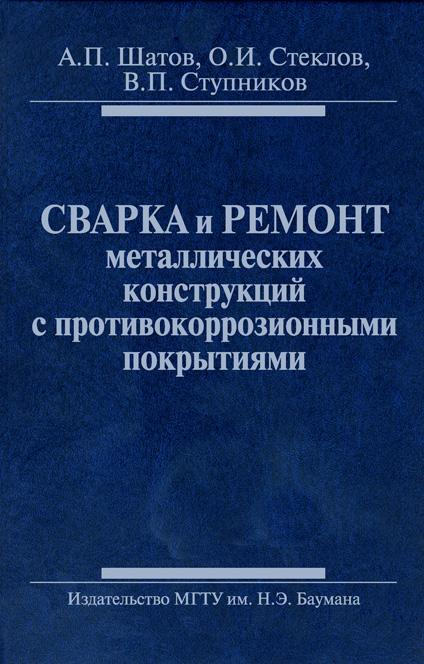 А.П. Шатов, О.И. Стеклов,
В.П. Ступников
СВАРКА и РЕМОНТ
металлических
конструкций
с противокоррозионными
покрытиями
Издательство МГТУ им. Н.Э. Баумана